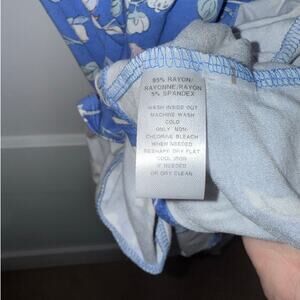 95% RAYON/
RAYONNE/RAYON
5% SPANDEX
WASH INSIDE OUT
MACHINE WASH
COLD
ONLY NON-
CHLORINE BLEACH
WHEN NEEDED
RESHAPE DRY FLAT
COOL IRON
IF NEEDED
OR DRY CLEAN